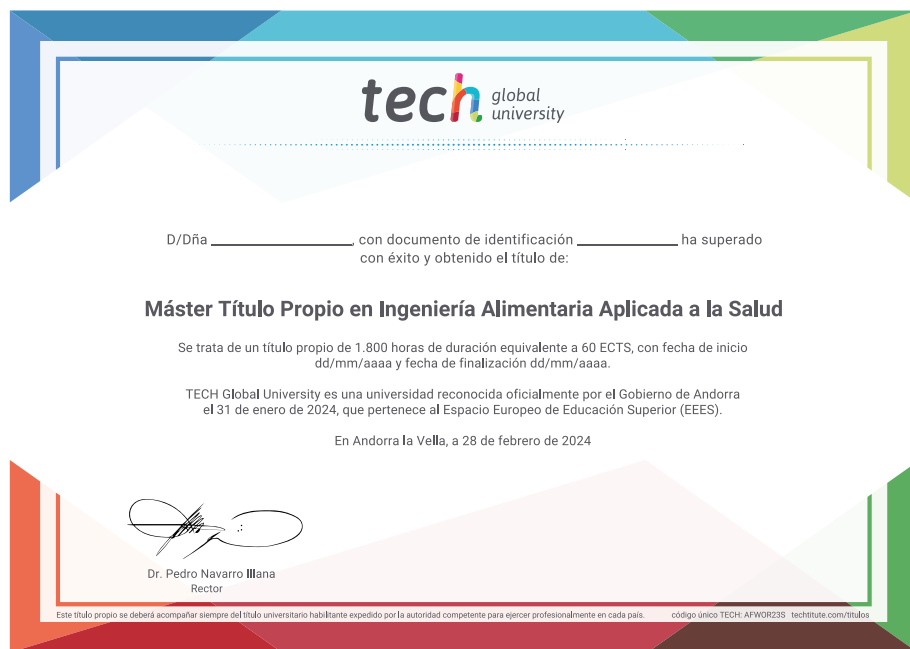 tech global
university
D/Dña ____________, con documento de identificación ____________ ha superado
con éxito y obtenido el título de:
Máster Título Propio en Ingeniería Alimentaria Aplicada a la Salud
Se trata de un título propio de 1.800 horas de duración equivalente a 60 ECTS, con fecha de inicio
dd/mm/aaaa y fecha de finalización dd/mm/aaaa.
TECH Global University es una universidad reconocida oficialmente por el Gobierno de Andorra
el 31 de enero de 2024, que pertenece al Espacio Europeo de Educación Superior (EEES).
En Andorra la Vella, a 28 de febrero de 2024
Dr. Pedro Navarro Illana
Rector
Este título propio se deberá acompañar siempre del título universitario habilitante expedido por la autoridad competente para ejercer profesionalmente en cada país. código único TECH: AFWOR23S techtitute.com/titulos